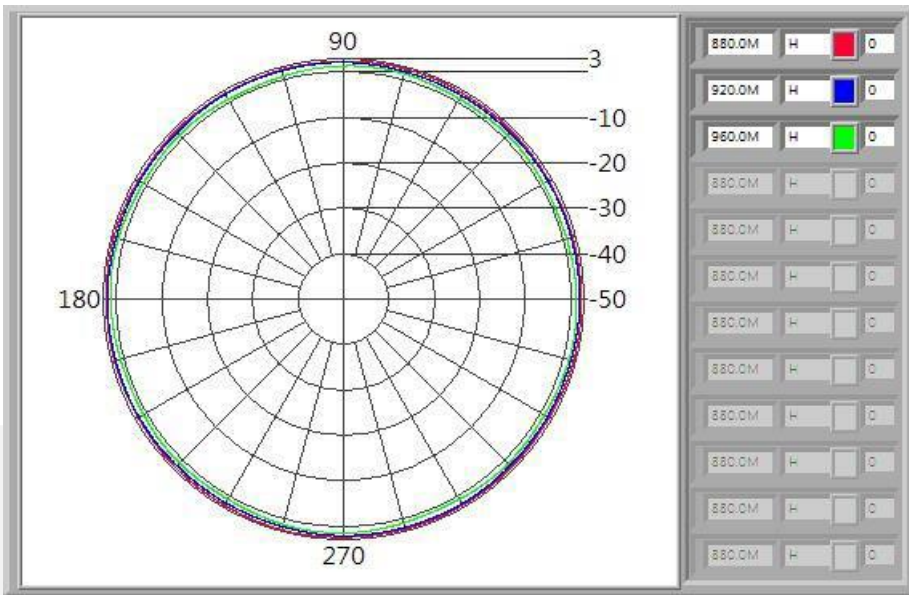 90
3
-10
-20
-30
-40
180
-50
270
880.0M H 0
920.0M H 0
960.0M H 0
880.0M H 0
880.0M H 0
880.0M H 0
880.0M H 0
880.0M H 0
880.0M H 0
880.0M H 0
880.0M H 0
880.0M H 0